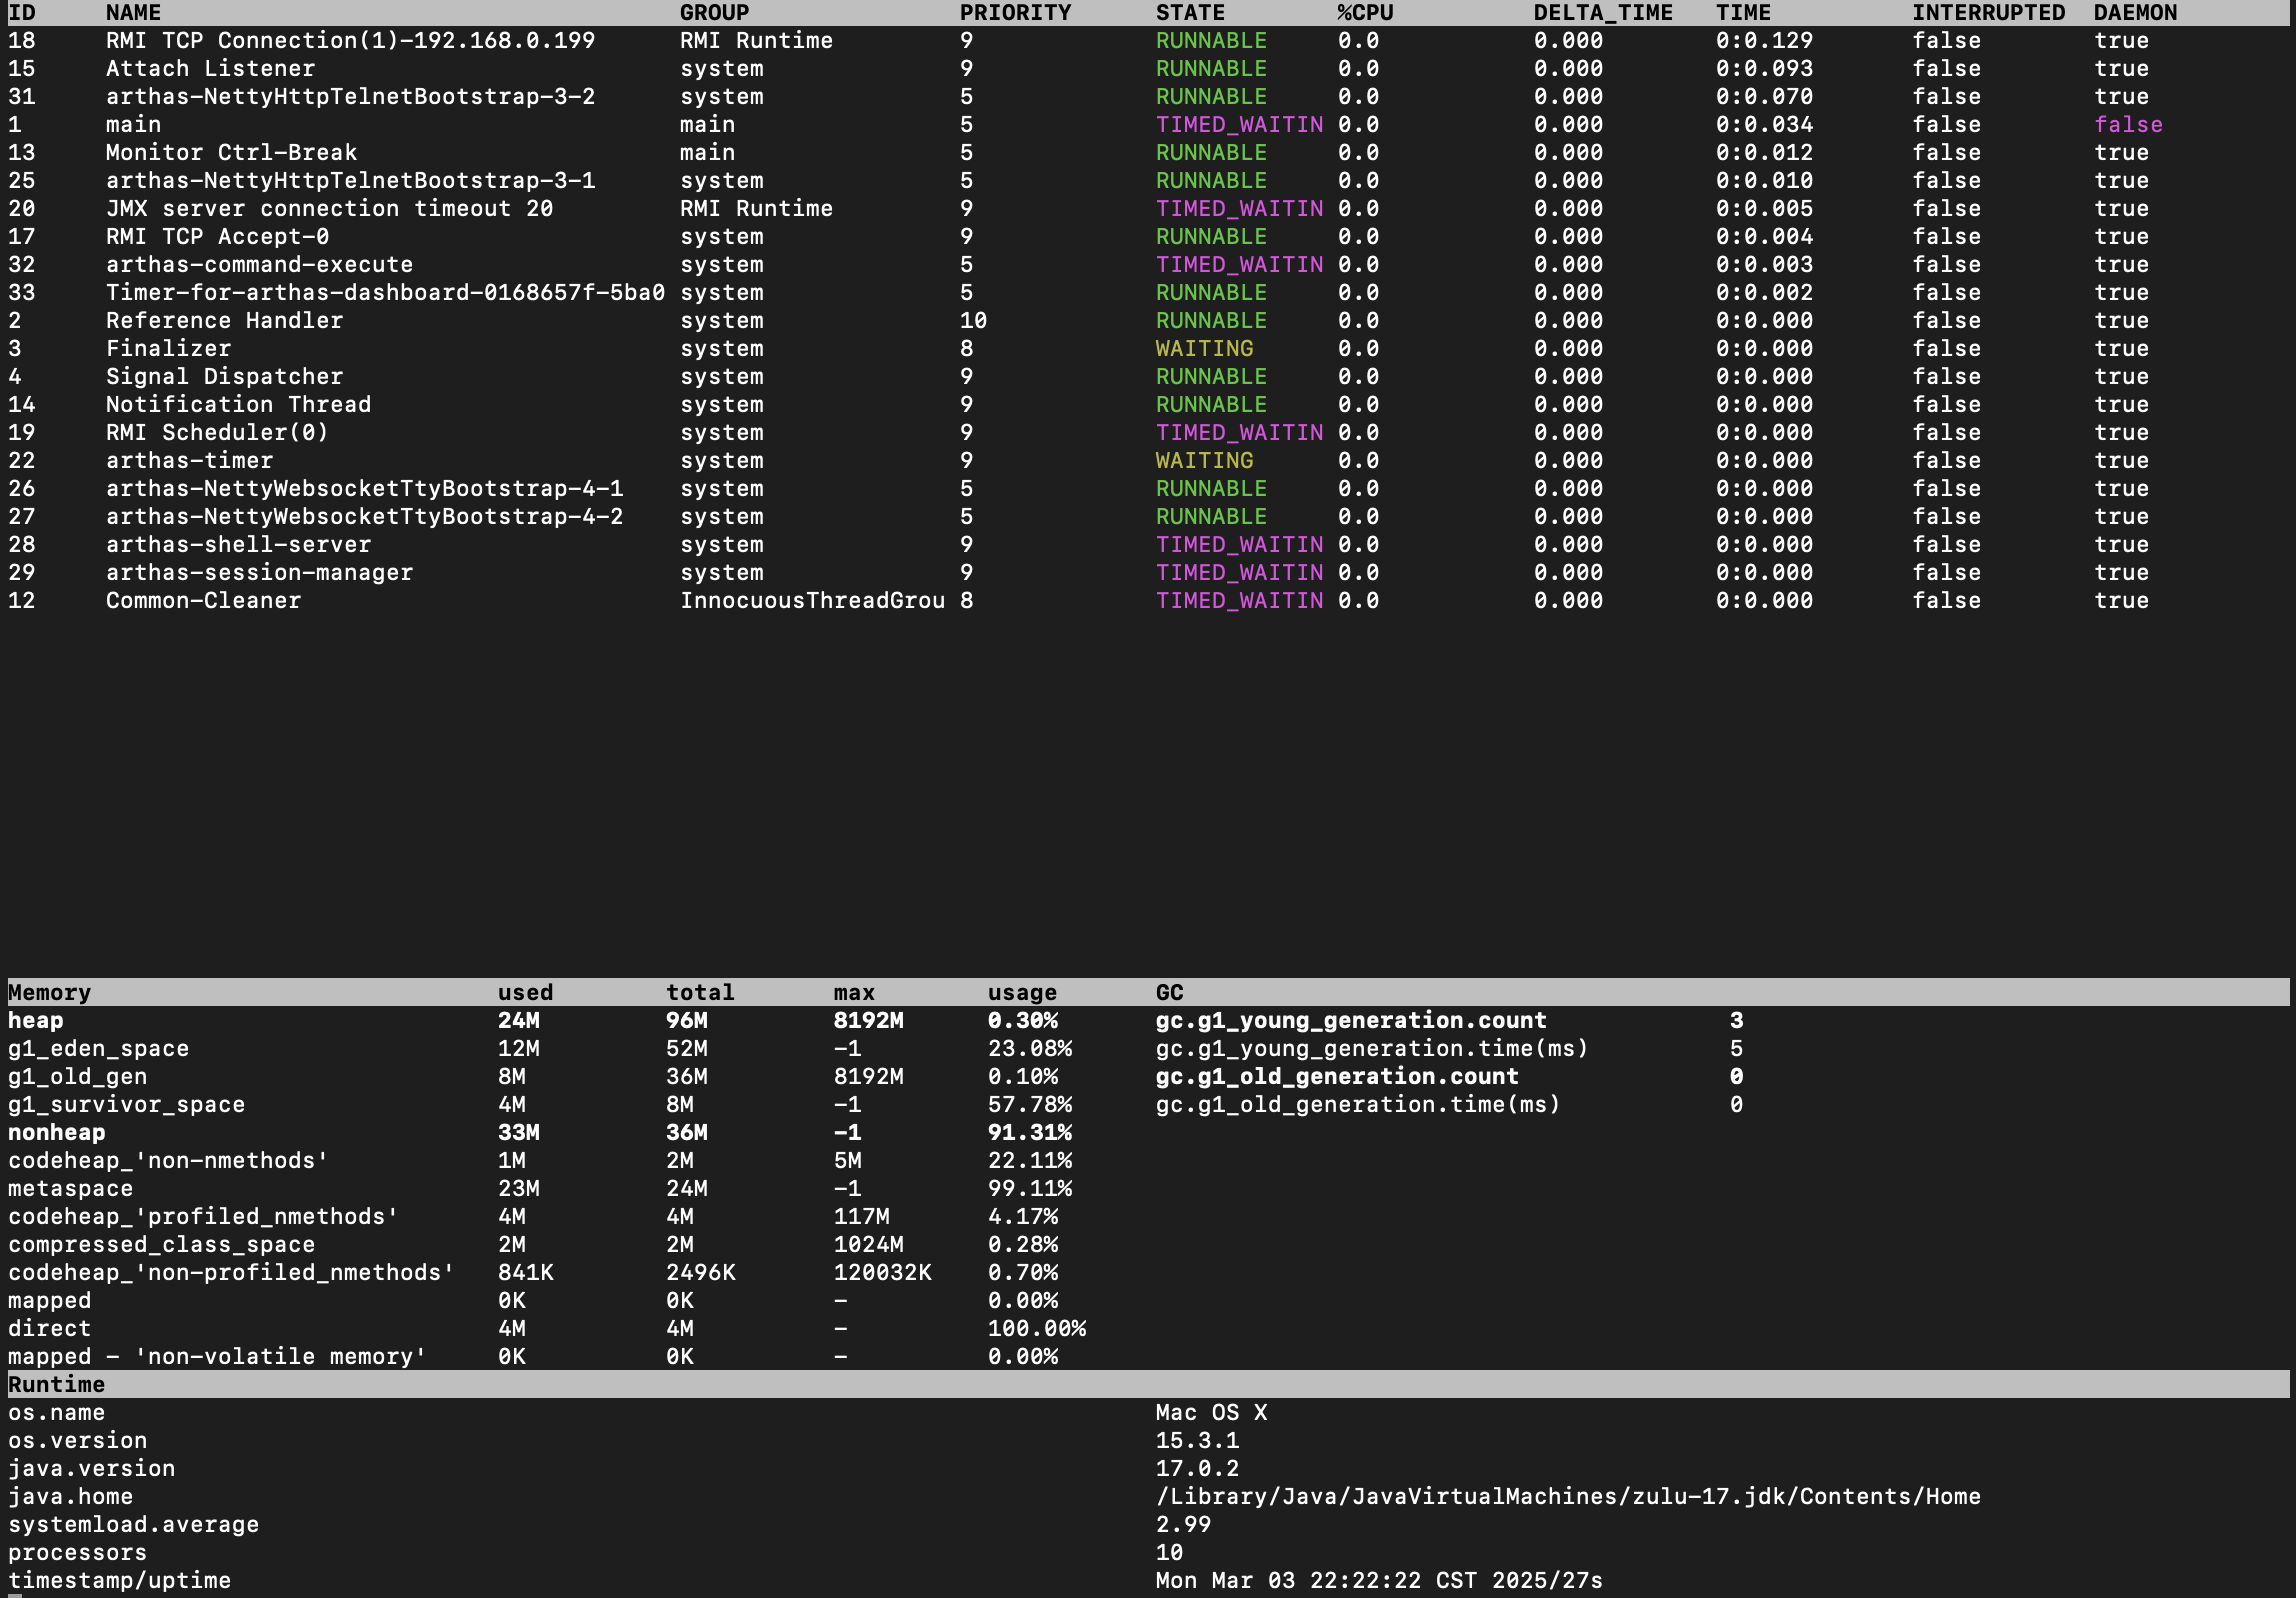 ID NAME GROUP PRIORITY STATE %CPU DELTA_TIME TIME INTERRUPTED DAEMON
18 RMI TCP Connection(1)-192.168.0.199 RMI Runtime 9 RUNNABLE 0.0 0.000 0:0.129 false true
15 Attach Listener system 9 RUNNABLE 0.0 0.000 0:0.093 false true
31 arthas-NettyHttpTelnetBootstrap-3-2 system 5 RUNNABLE 0.0 0.000 0:0.070 false true
1 main main 5 TIMED_WAITIN 0.0 0.000 0:0.034 false false
13 Monitor Ctrl-Break main 5 RUNNABLE 0.0 0.000 0:0.012 false true
25 arthas-NettyHttpTelnetBootstrap-3-1 system 5 RUNNABLE 0.0 0.000 0:0.010 false true
20 JMX server connection timeout 20 RMI Runtime 9 TIMED_WAITIN 0.0 0.000 0:0.005 false true
17 RMI TCP Accept-0 system 9 RUNNABLE 0.0 0.000 0:0.004 false true
32 arthas-command-execute system 5 TIMED_WAITIN 0.0 0.000 0:0.003 false true
33 Timer-for-arthas-dashboard-0168657f-5ba0 system 5 RUNNABLE 0.0 0.000 0:0.002 false true
2 Reference Handler system 10 RUNNABLE 0.0 0.000 0:0.000 false true
3 Finalizer system 8 WAITING 0.0 0.000 0:0.000 false true
4 Signal Dispatcher system 9 RUNNABLE 0.0 0.000 0:0.000 false true
14 Notification Thread system 9 RUNNABLE 0.0 0.000 0:0.000 false true
19 RMI Scheduler(0) system 9 TIMED_WAITIN 0.0 0.000 0:0.000 false true
22 arthas-timer system 9 WAITING 0.0 0.000 0:0.000 false true
26 arthas-NettyWebsocketTtyBootstrap-4-1 system 5 RUNNABLE 0.0 0.000 0:0.000 false true
27 arthas-NettyWebsocketTtyBootstrap-4-2 system 5 RUNNABLE 0.0 0.000 0:0.000 false true
28 arthas-shell-server system 9 TIMED_WAITIN 0.0 0.000 0:0.000 false true
29 arthas-session-manager system 9 TIMED_WAITIN 0.0 0.000 0:0.000 false true
12 Common-Cleaner InnocuousThreadGrou 8 TIMED_WAITIN 0.0 0.000 0:0.000 false true
Memory used total max usage GC
heap 24M 96M 8192M 0.30% gc.g1_young_generation.count 3
g1_eden_space 12M 52M -1 23.08% gc.g1_young_generation.time(ms) 5
g1_old_gen 8M 36M 8192M 0.10% gc.g1_old_generation.count 0
g1_survivor_space 4M 8M -1 57.78% gc.g1_old_generation.time(ms) 0
nonheap 33M 36M -1 91.31%
codeheap_'non-nmethods' 1M 2M 5M 22.11%
metaspace 23M 24M -1 99.11%
codeheap_'profiled_nmethods' 4M 4M 117M 4.17%
compressed_class_space 2M 2M 1024M 0.28%
codeheap_'non-profiled_nmethods' 841K 2496K 120032K 0.70%
mapped 0K 0K - 0.00%
direct 4M 4M - 100.00%
mapped - 'non-volatile memory' 0K 0K - 0.00%
Runtime
os.name Mac OS X
os.version 15.3.1
java.version 17.0.2
java.home /Library/Java/JavaVirtualMachines/zulu-17.jdk/Contents/Home
systemload.average 2.99
processors 10
timestamp/uptime Mon Mar 03 22:22:22 CST 2025/27s